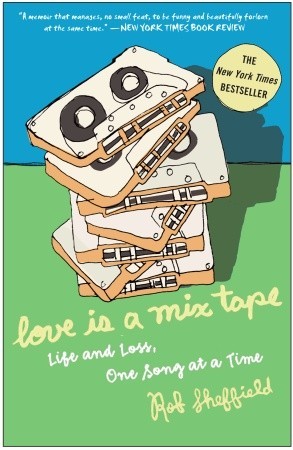 "A memoir that manages, no small feat, to be funny and beautifully forlorn
at the same time." —NEW YORK TIMES BOOK REVIEW
THE
New York Times
BESTSELLER
love is a mix tape
Life and Loss,
One Song at a Time
Rob Sheffield